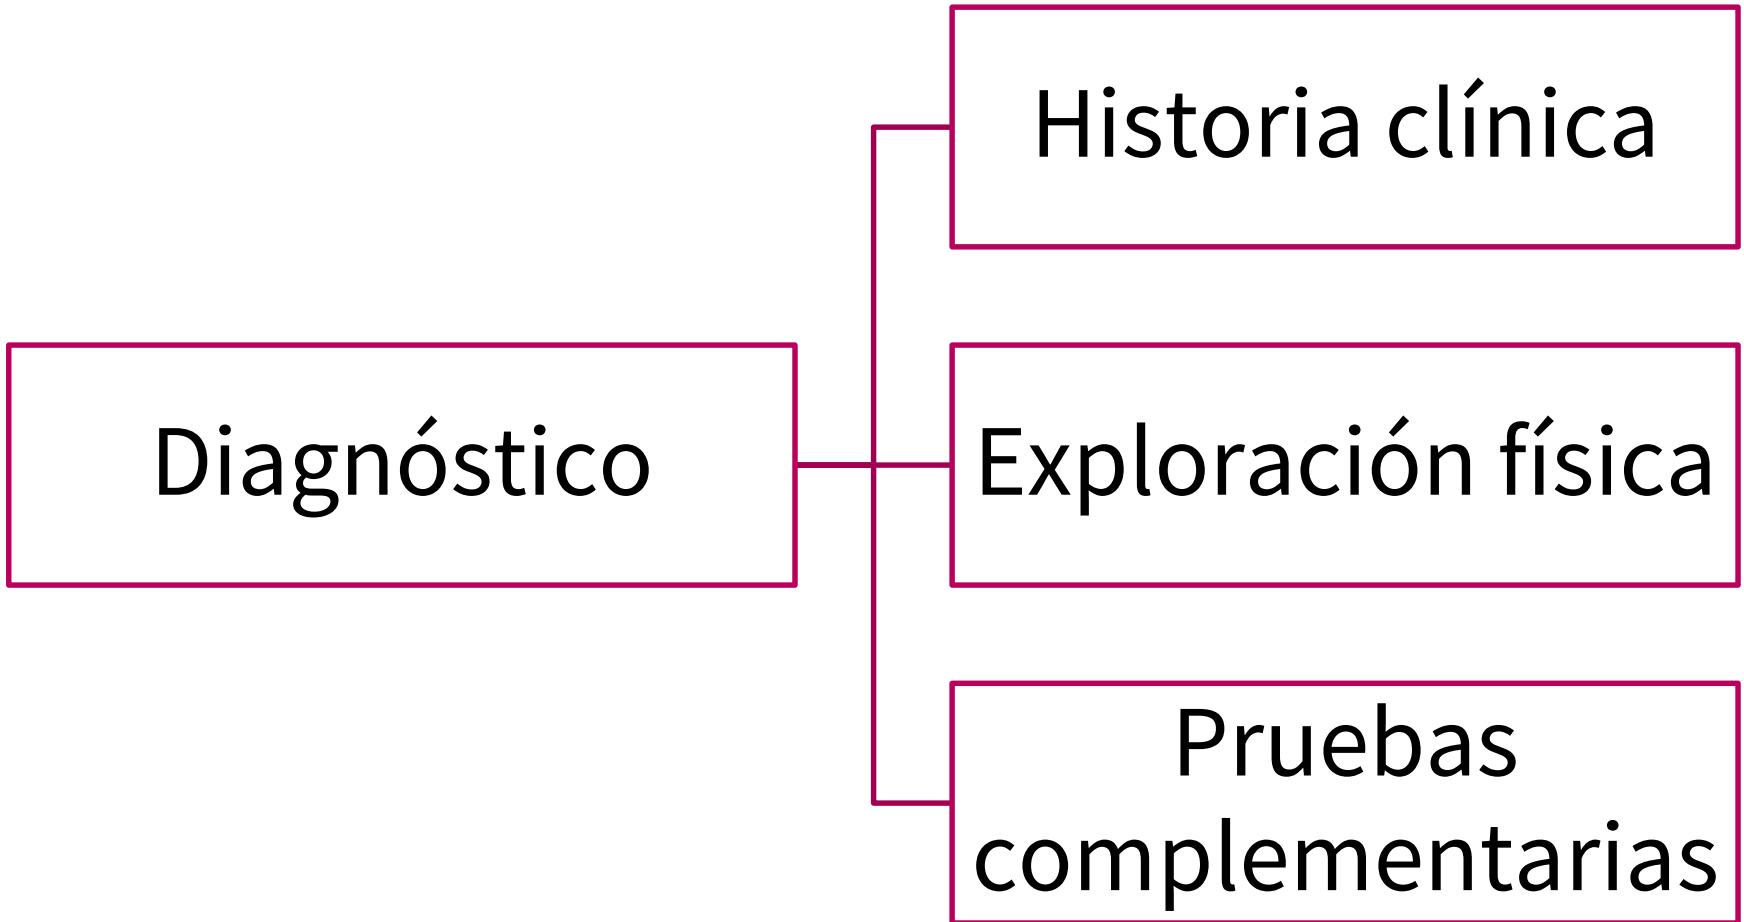 Historia clínica
Diagnóstico
Exploración física
Pruebas
complementarias